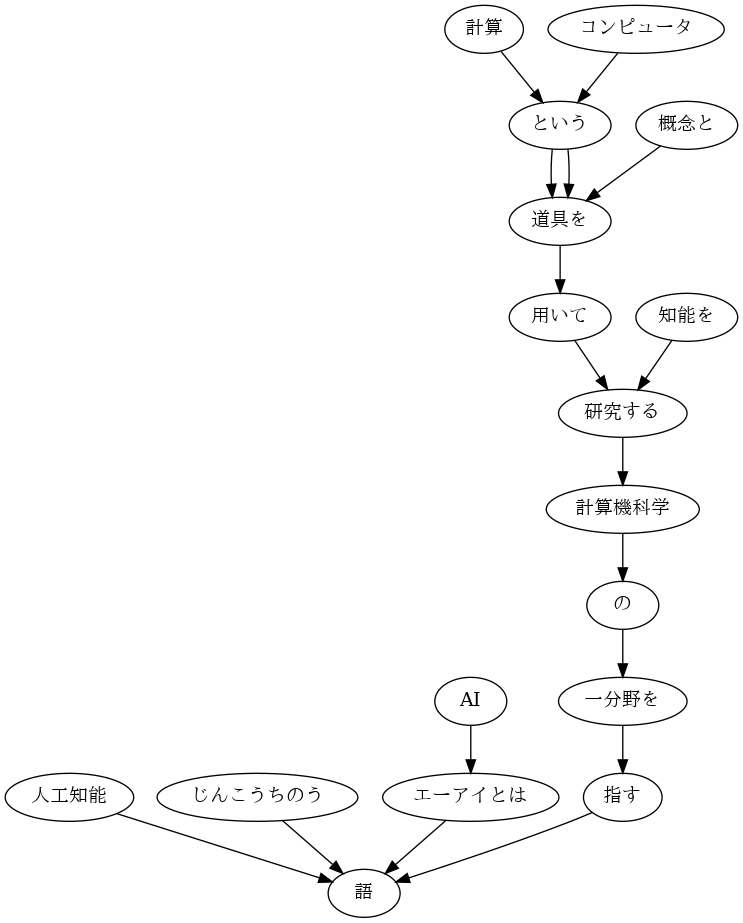 計算 コンピュータ
という 概念と
道具を
用いて 知能を
研究する
計算機科学
の
AI 一分野を
人工知能 じんこうちのう エーアイとは 指す
語